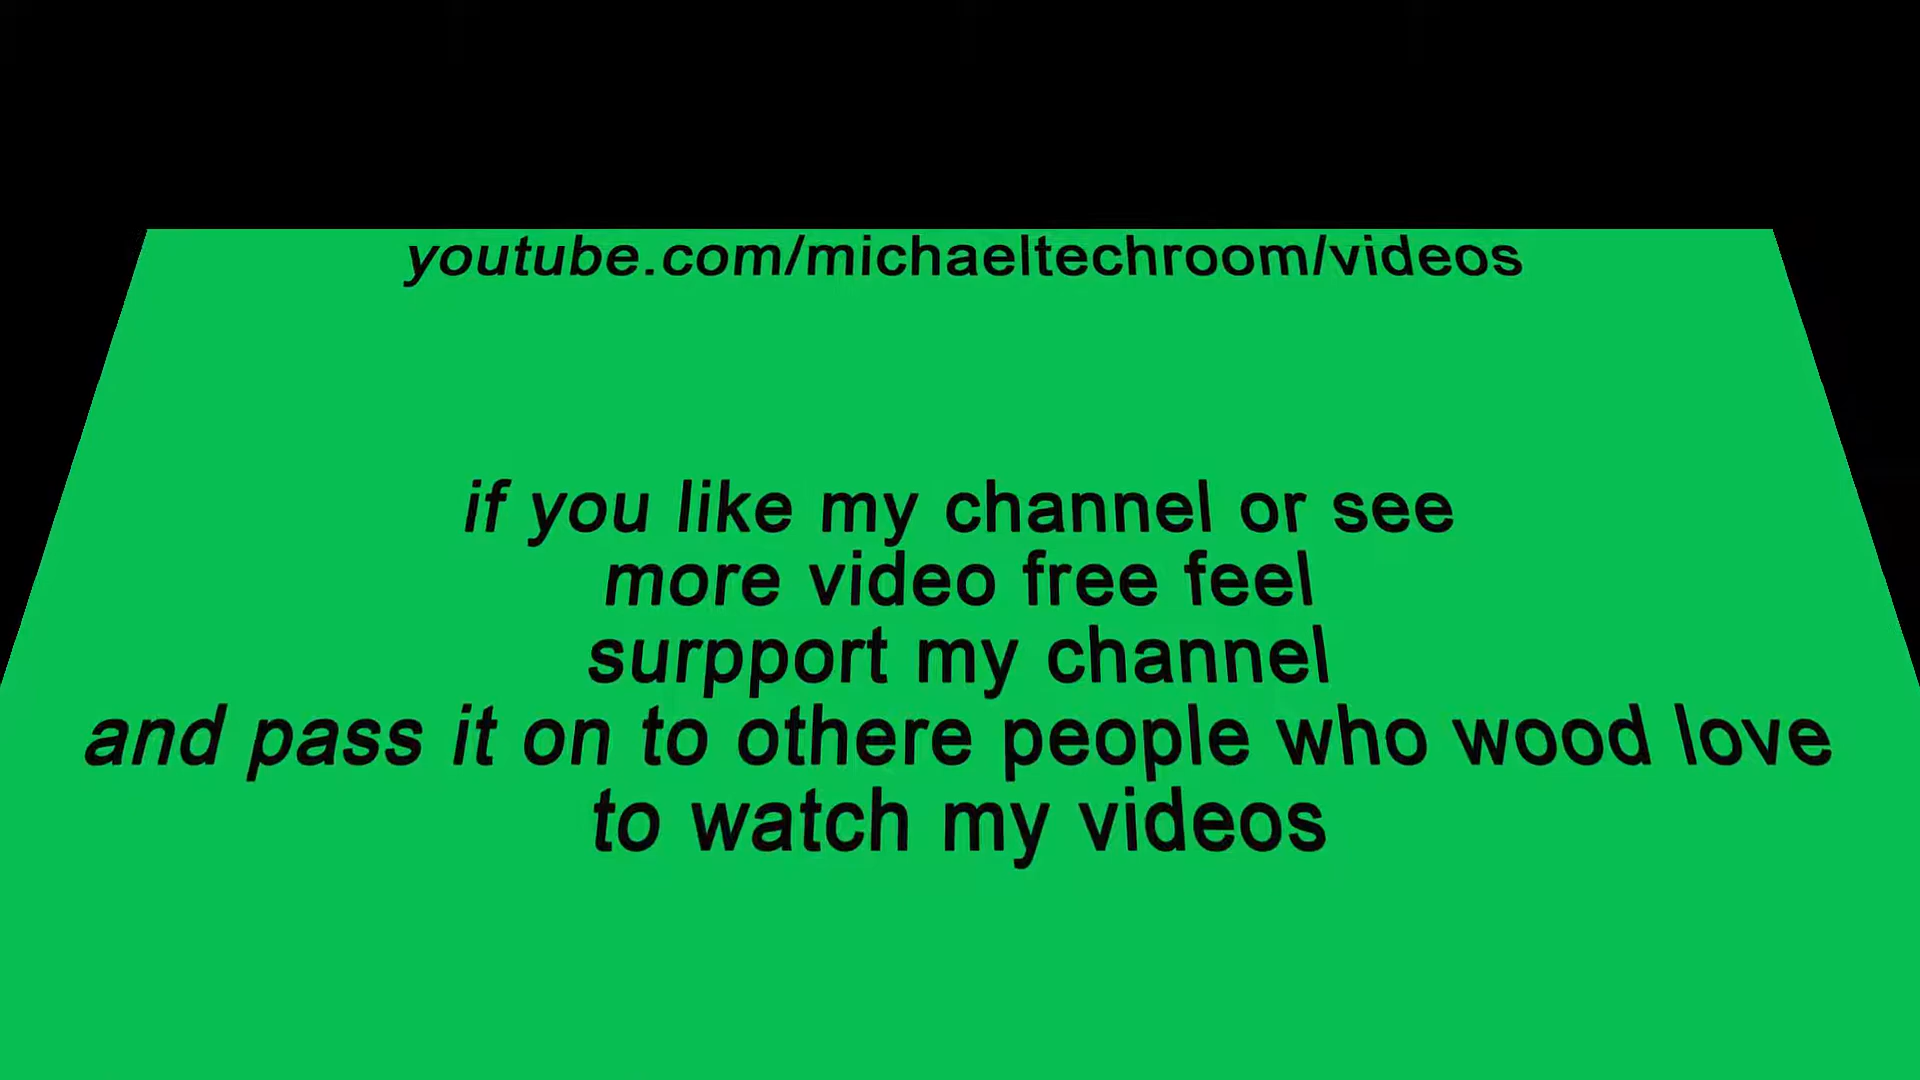 youtube.com/michaeltechroom/videos
if you like my channel or see
more video free feel
surpport my channel
and pass it on to othere people who wood love
to watch my videos